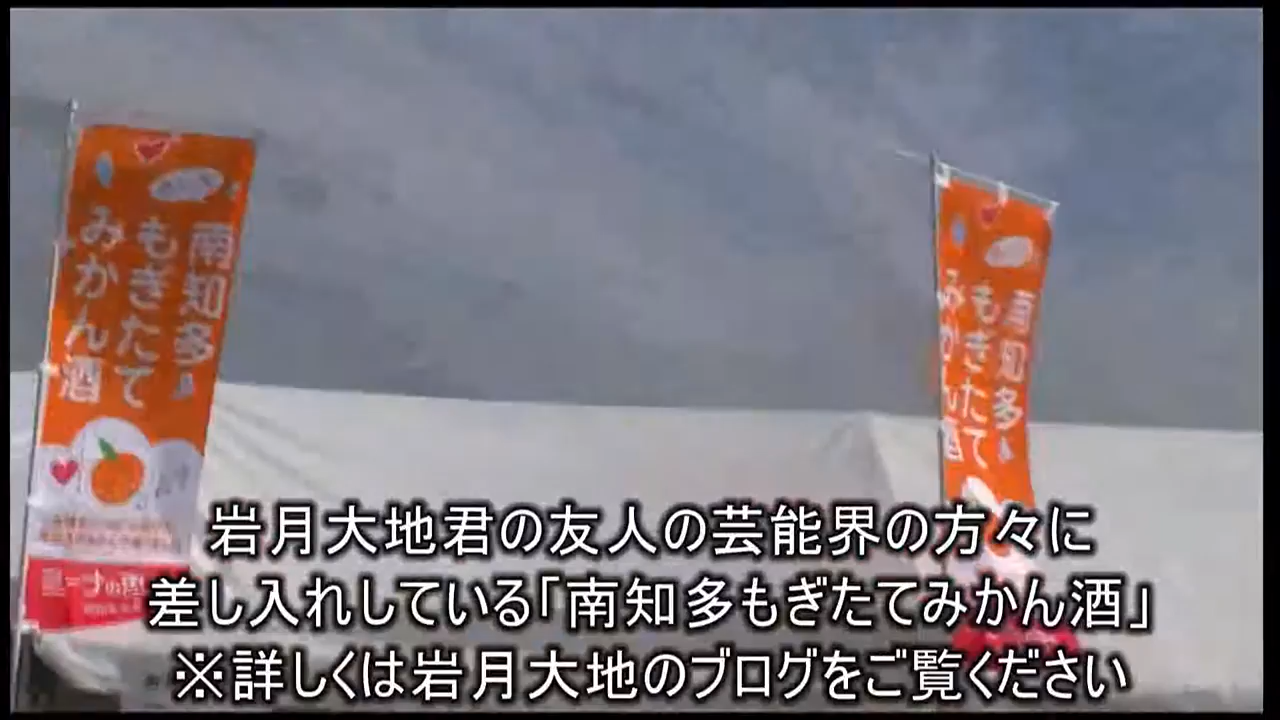 南知多
もぎたて
みかん酒
南知多
もぎたて
みかん酒
岩月大地君の友人の芸能界の方々に
差し入れしている「南知多もぎたてみかん酒」
※詳しくは岩月大地のブログをご覧ください